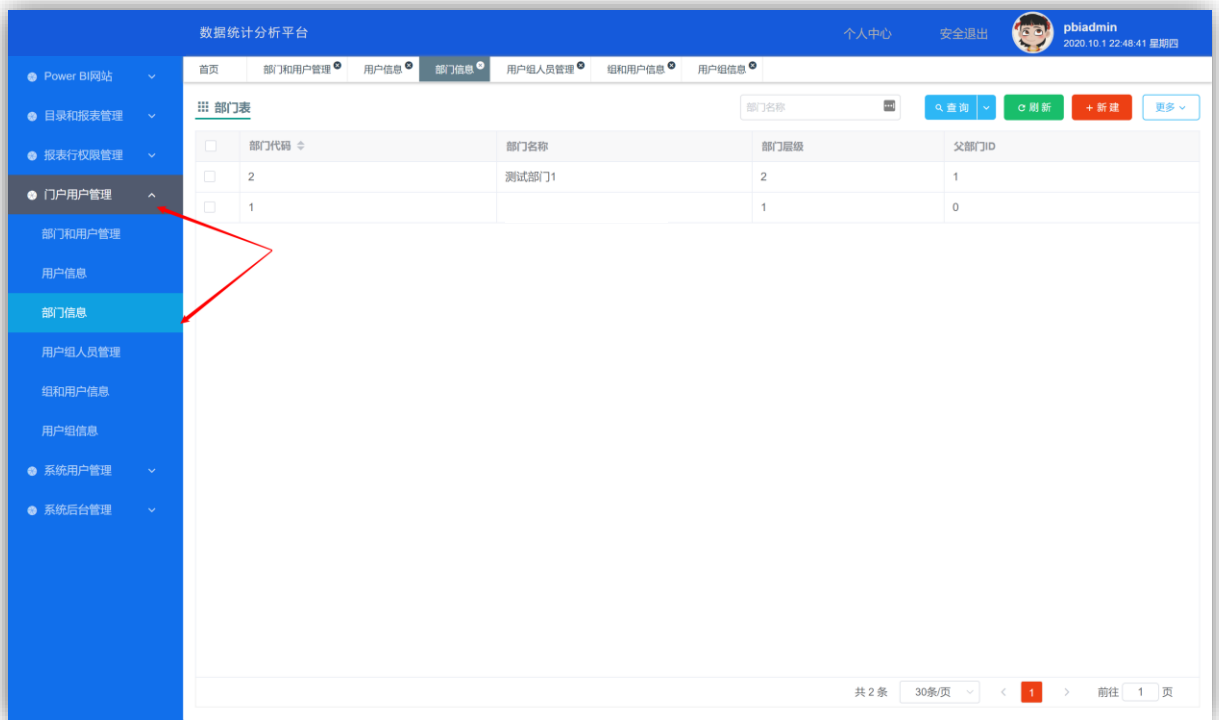 数据统计分析平台 个人中心 安全退出 pbiadmin
2020.10.1 22:48:41 星期四
Power BI网站
目录和报表管理
报表行权限管理
门户用户管理
部门和用户管理
用户信息
部门信息
用户组人员管理
组和用户信息
用户组信息
系统用户管理
系统后台管理
首页 部门和用户管理 用户信息 部门信息 用户组人员管理 组和用户信息 用户组信息
部门表 部门名称 查询 刷新 + 新建 更多
部门代码 部门名称 部门层级 父部门ID
2 测试部门1 2 1
1 1 0
共 2 条 30条/页 < 1 > 前往 1 页